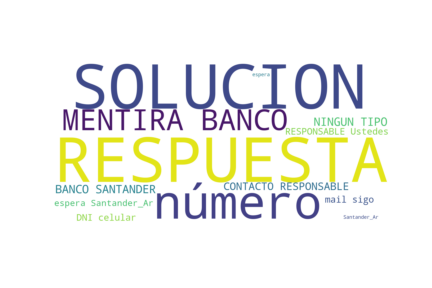 espera
SOLUCION
MENTIRA BANCO
NINGUN TIPO
RESPONSABLE Ustedes
RESPUESTA
BANCO SANTANDER
CONTACTO RESPONSABLE
número
mail sigo
espera Santander_Ar
DNI celular
Santander_Ar